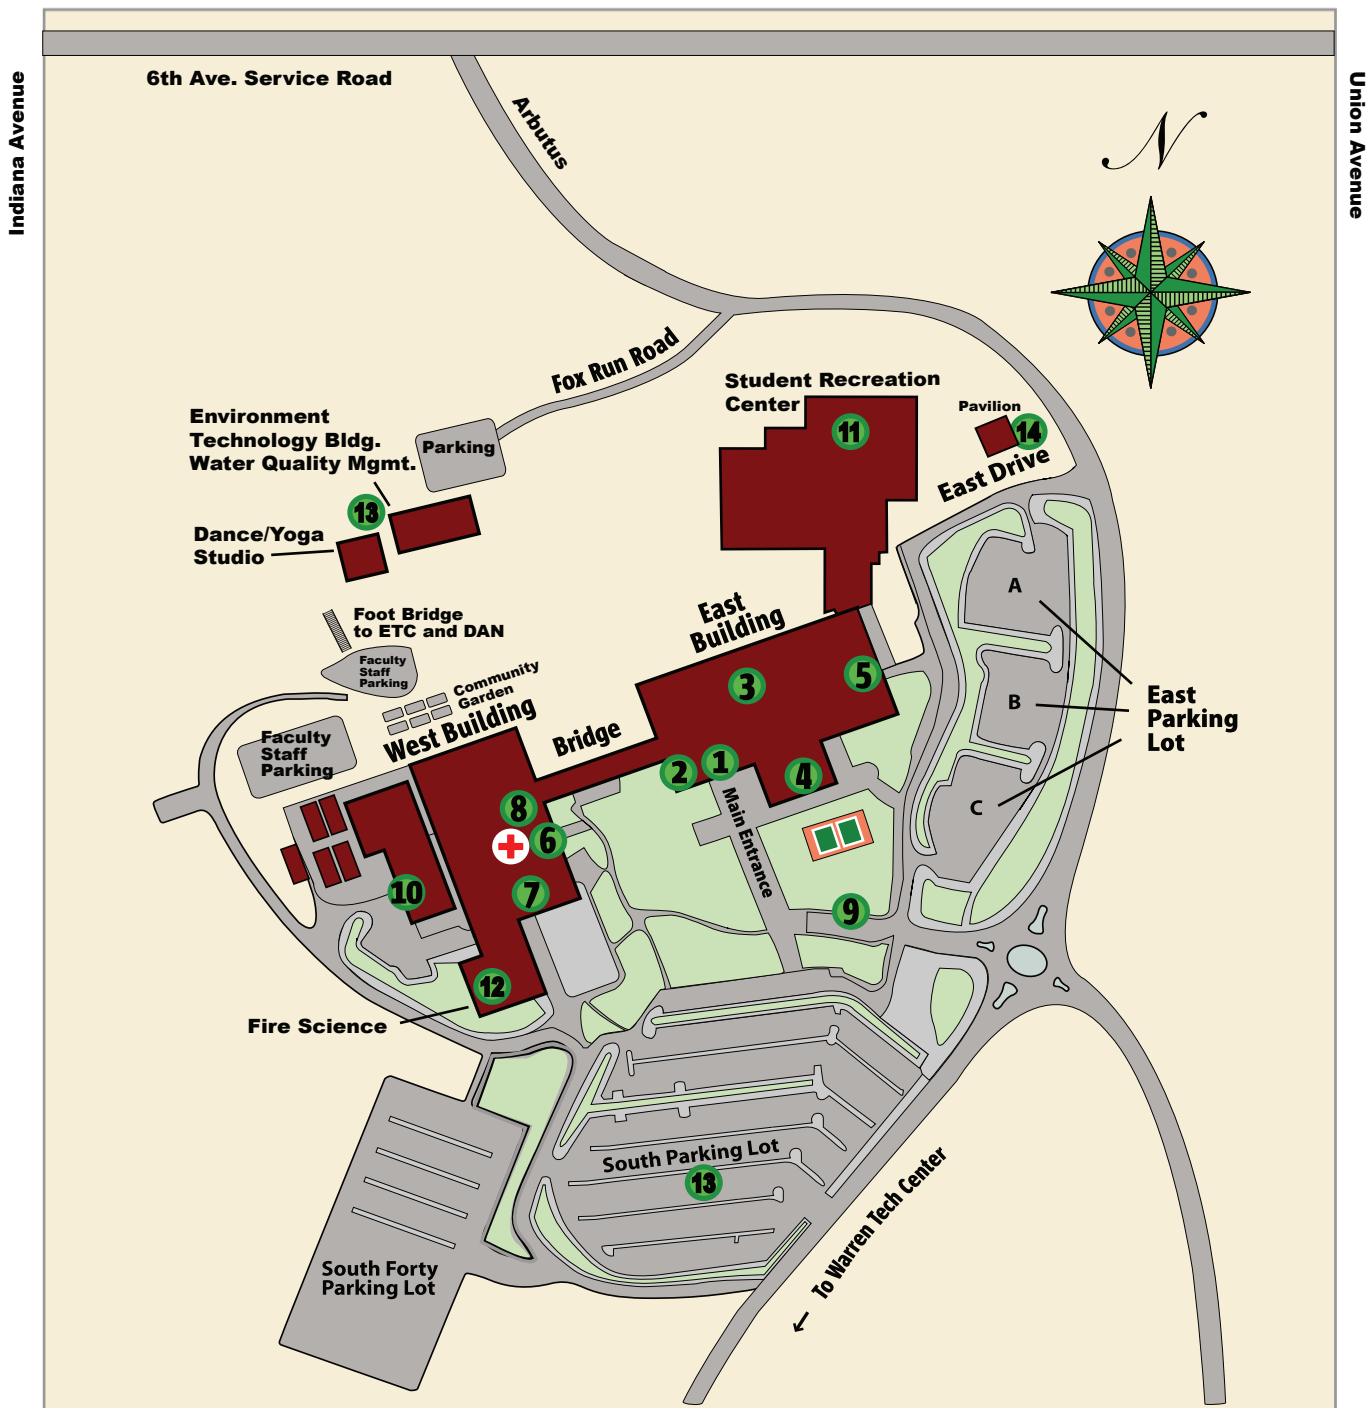 6th Ave. Service Road
Indiana Avenue
Union Avenue
Arbutus
N
Fox Run Road
Student Recreation
Center
11
Pavilion
14
East Drive
Environment
Technology Bldg.
Water Quality Mgmt.
Parking
13
Dance/Yoga
Studio
Foot Bridge
to ETC and DAN
Faculty
Staff
Parking
Community
Garden
West Building
Bridge
East
Building
3
5
2
1
4
A
B
C
East
Parking
Lot
Faculty
Staff
Parking
8
6
7
10
12
Main Entrance
9
Fire Science
South Parking Lot
13
To Warren Tech Center
South Forty
Parking Lot